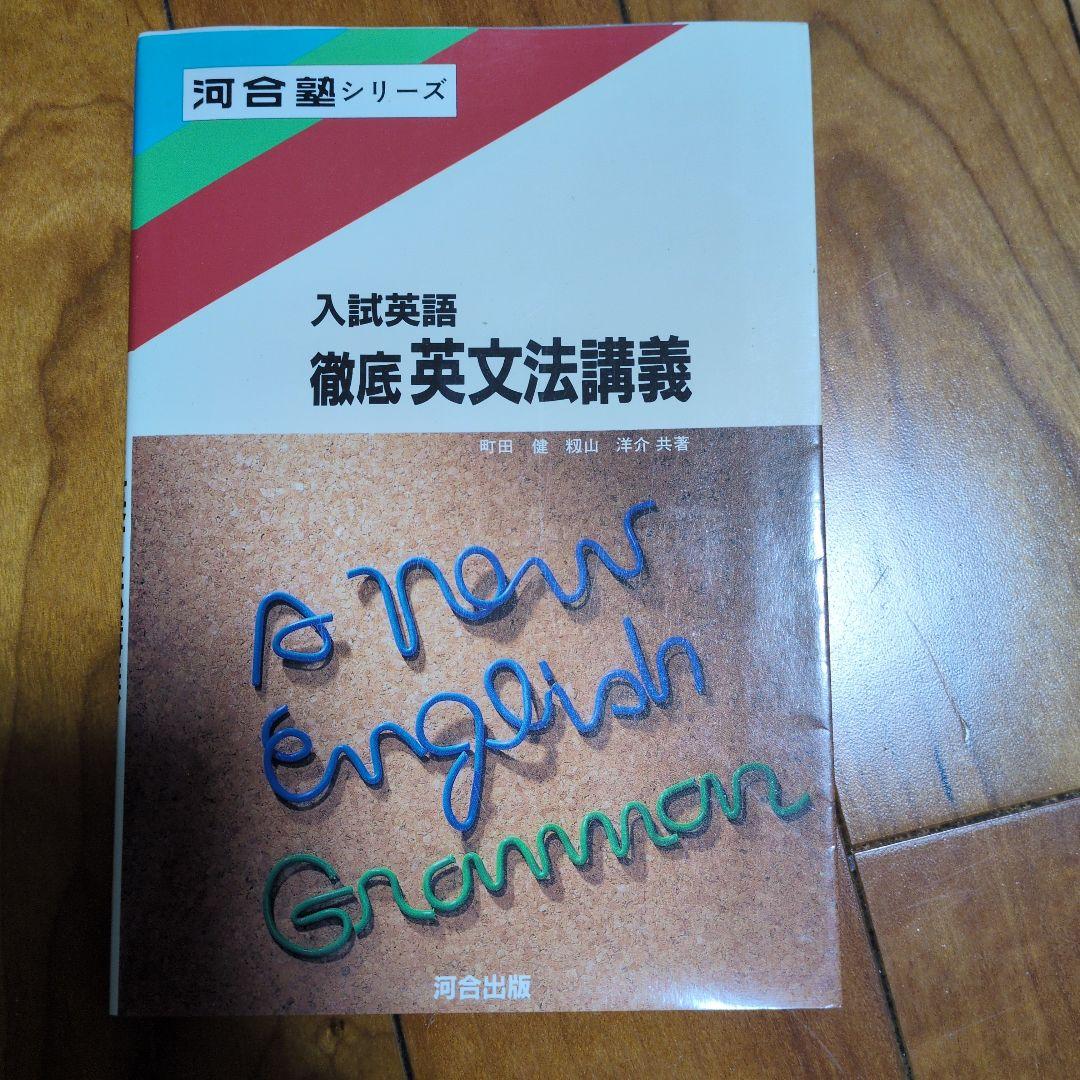 河合塾シリーズ
入試英語
徹底 英文法講義
町田 健 籾山 洋介 共著
A new
English
Grammar
河合出版